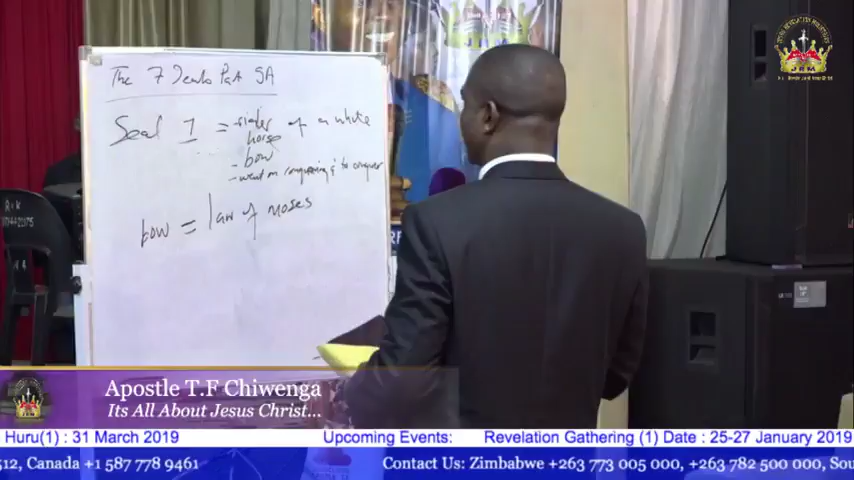 The 7 Seals Part 5A
Seal 1 = rider of a white
horse
- bow
- went on conquering & to conquer
bow = law of moses
JRM
JRM
Apostle T.F Chiwenga
Its All About Jesus Christ...
Huru(1) : 31 March 2019 Upcoming Events: Revelation Gathering (1) Date : 25-27 January 2019
512, Canada +1 587 778 9461 Contact Us: Zimbabwe +263 773 005 000, +263 782 500 000, Sou